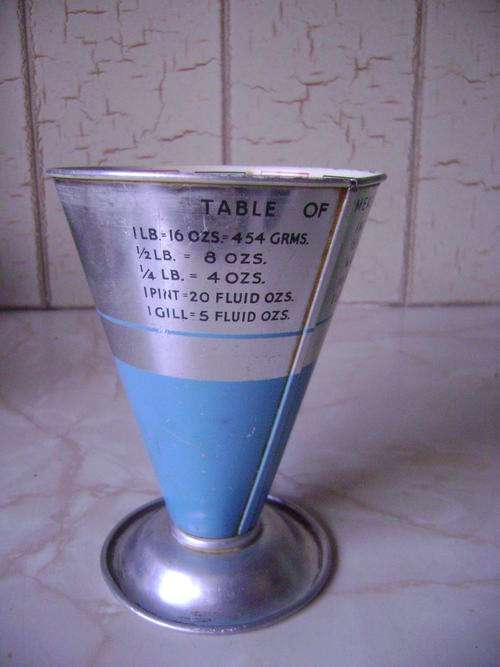 TABLE OF
1 LB.=16 OZS.=454 GRMS.
½ LB. = 8 OZS.
¼ LB. = 4 OZS.
1 PINT=20 FLUID OZS.
1 GILL=5 FLUID OZS.